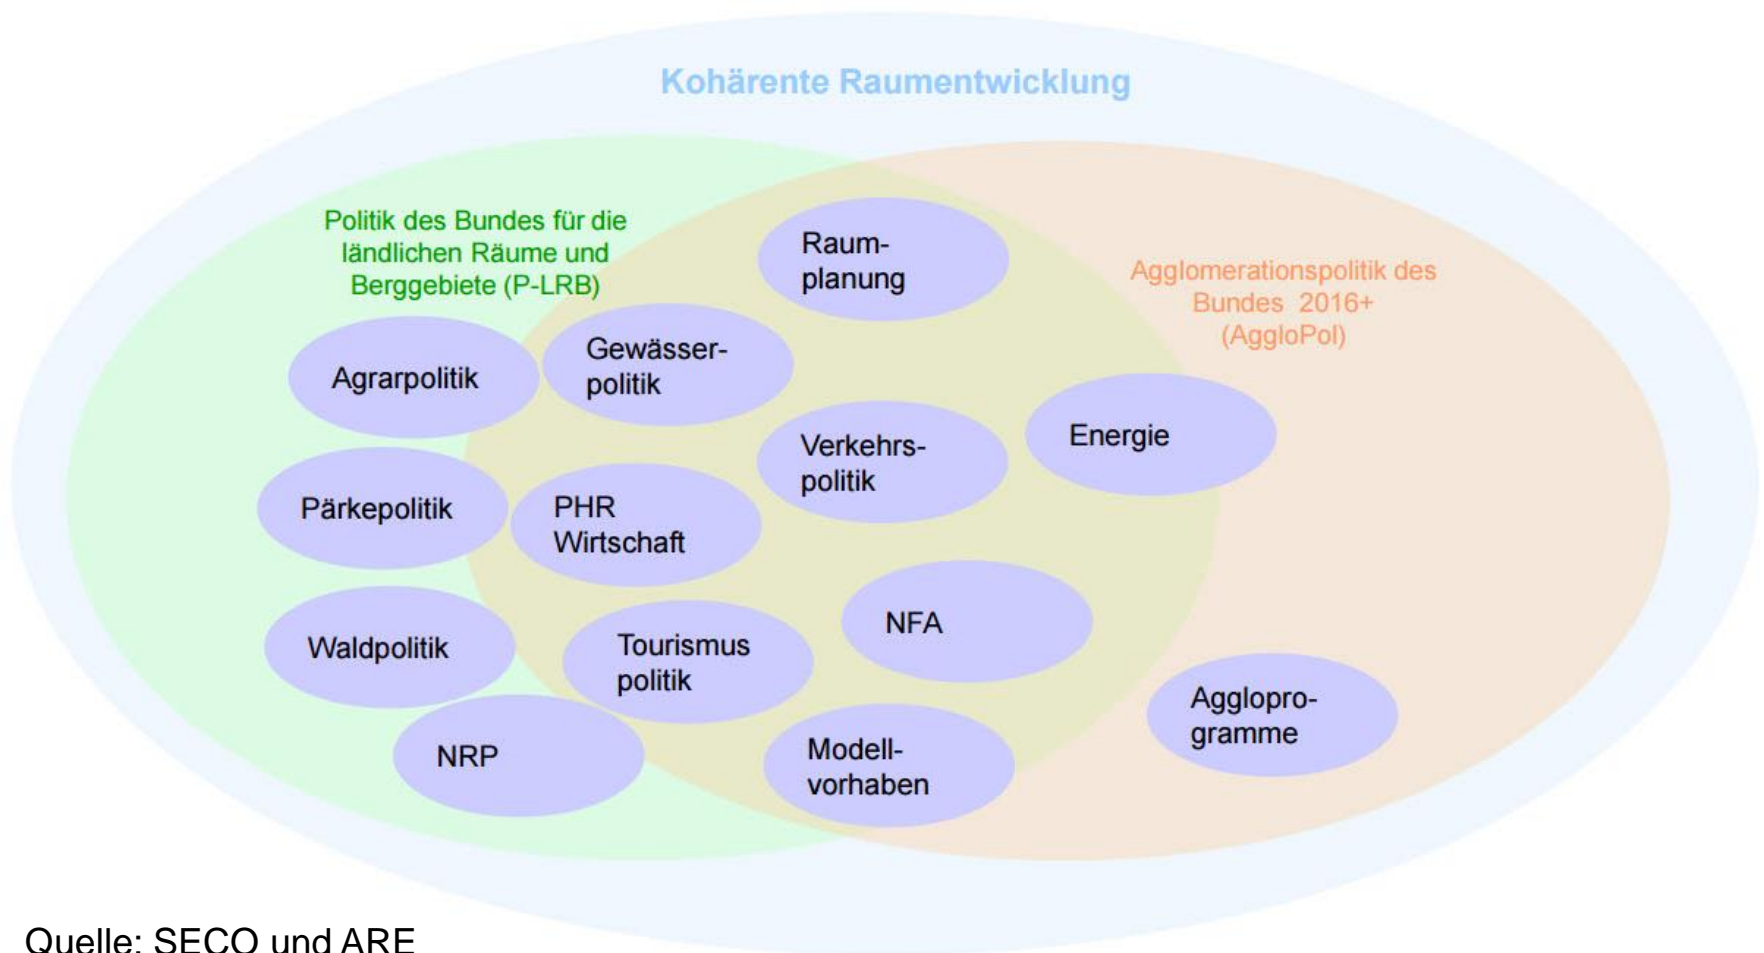 Kohärente Raumentwicklung
Politik des Bundes für die
ländlichen Räume und
Berggebiete (P-LRB)
Agglomerationspolitik des
Bundes 2016+
(AggloPol)
Raum-
planung
Gewässer-
politik
Agrarpolitik
Verkehrs-
politik
Energie
Pärkepolitik
PHR
Wirtschaft
NFA
Waldpolitik
Tourismus
politik
Agglopro-
gramme
NRP
Modell-
vorhaben
Quelle: SECO und ARE